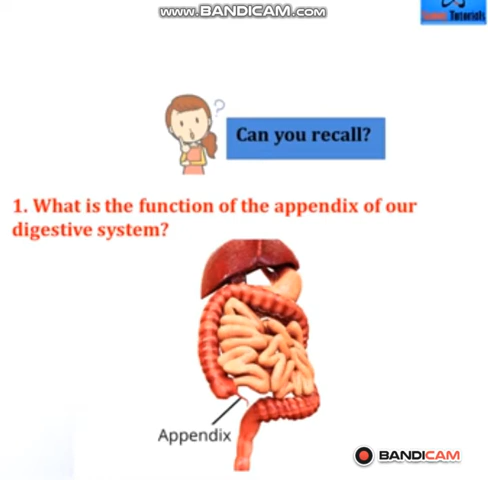 www.BANDICAM.com
Tutorials
Can you recall?
1. What is the function of the appendix of our
digestive system?
Appendix
BANDICAM